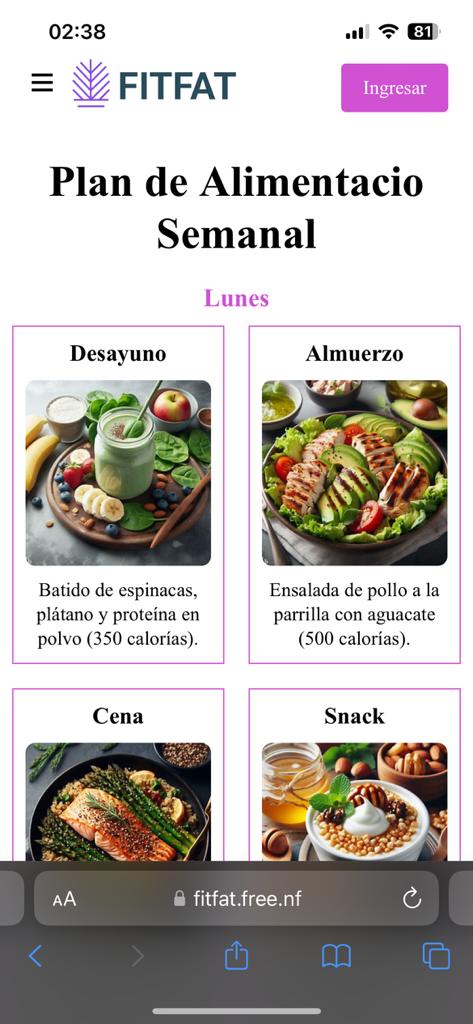 02:38
81
FITFAT
Ingresar
Plan de Alimentacio
Semanal
Lunes
Desayuno
Batido de espinacas,
plátano y proteína en
polvo (350 calorías).
Almuerzo
Ensalada de pollo a la
parrilla con aguacate
(500 calorías).
Cena
Snack
AA
fitfat.free.nf